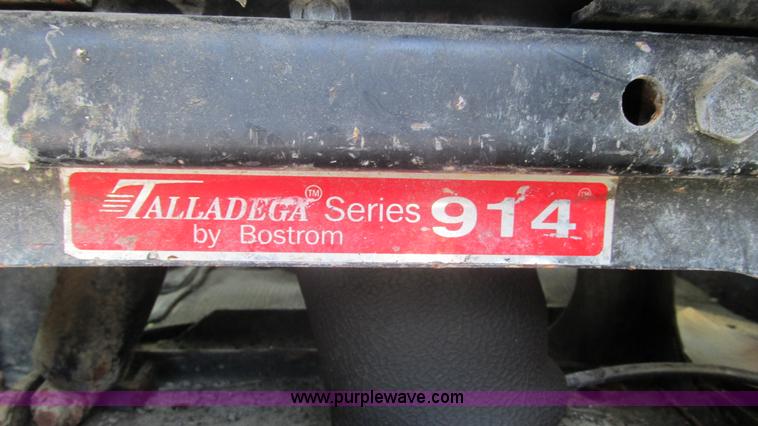 TALLADEGA™ Series 914™
by Bostrom
www.purplewave.com